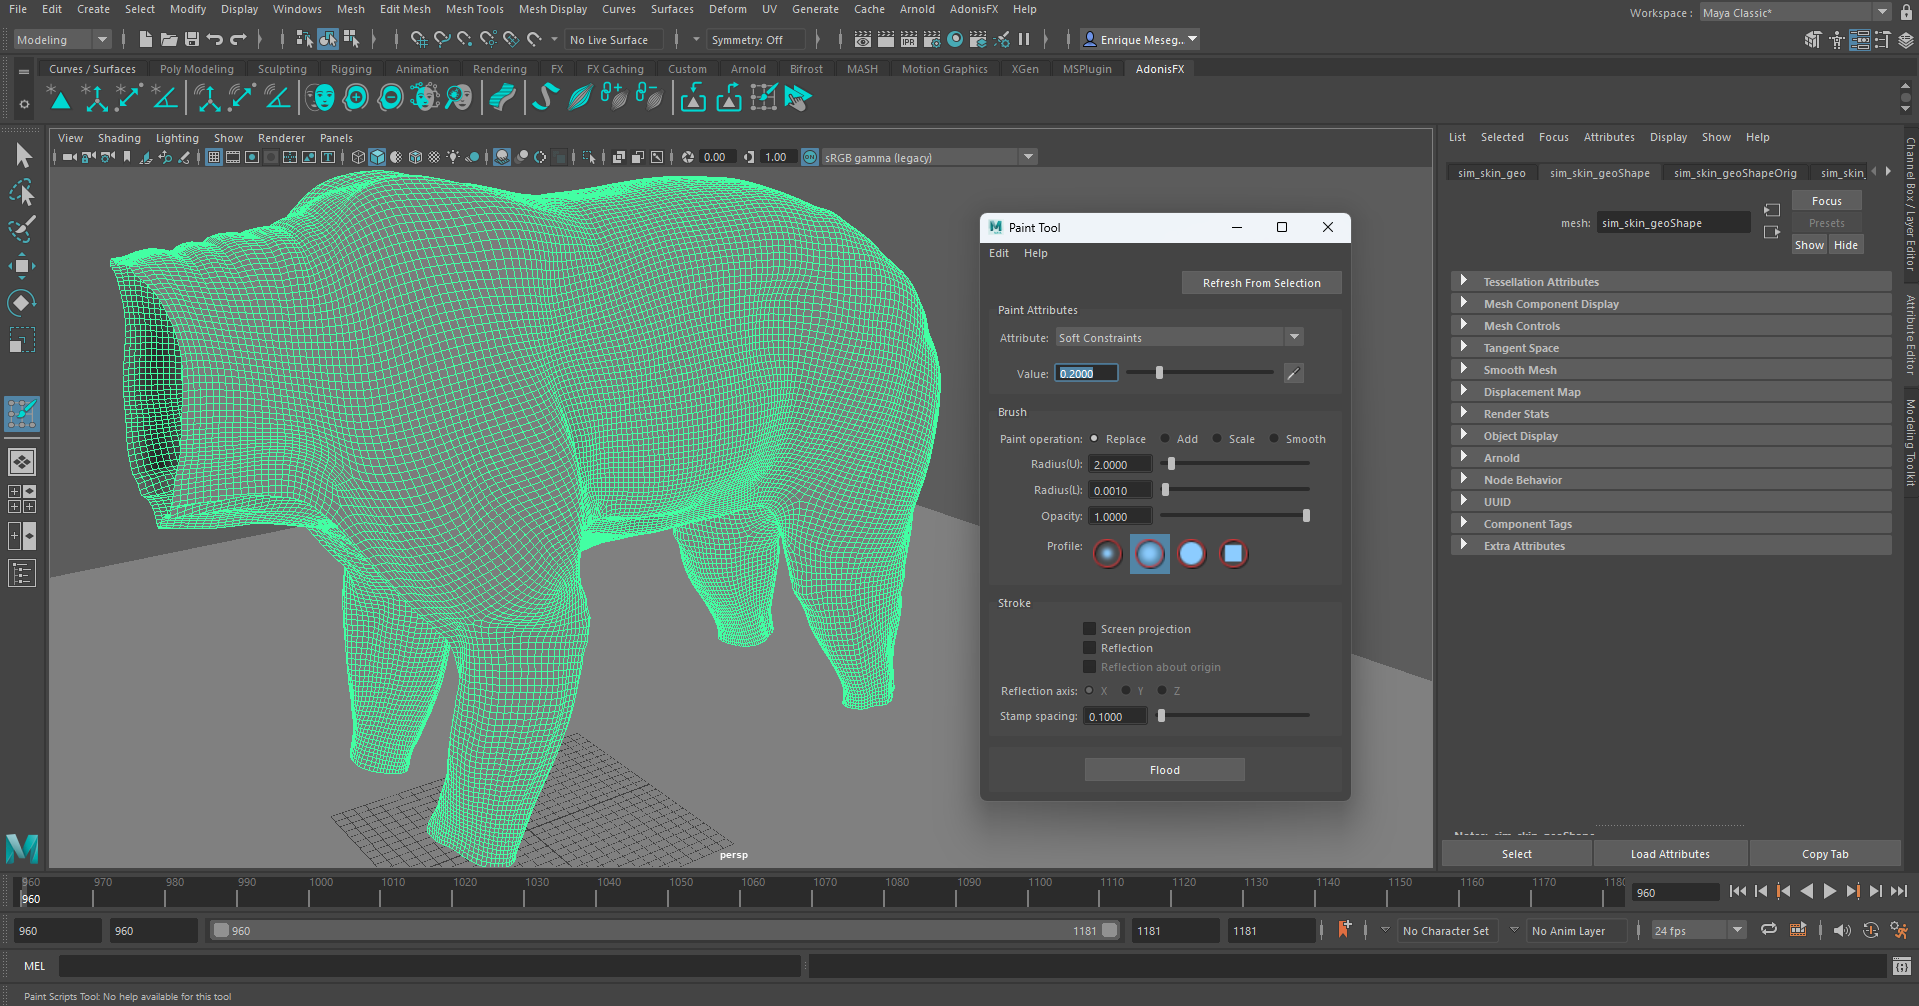 File Edit Create Select Modify Display Windows Mesh Edit Mesh Mesh Tools Mesh Display Curves Surfaces Deform UV Generate Cache Arnold AdonisFX Help
Workspace : Maya Classic*
Modeling No Live Surface Symmetry: Off IPR Enrique Meseg...
Curves / Surfaces Poly Modeling Sculpting Rigging Animation Rendering FX FX Caching Custom Arnold Bifrost MASH Motion Graphics XGen MSPlugin AdonisFX
View Shading Lighting Show Renderer Panels
0.00 1.00 ON sRGB gamma (legacy)
persp
Paint Tool
Edit Help
Refresh From Selection
Paint Attributes
Attribute: Soft Constraints
Value: 0.2000
Brush
Paint operation: Replace Add Scale Smooth
Radius(U): 2.0000
Radius(L): 0.0010
Opacity: 1.0000
Profile:
Stroke
Screen projection
Reflection
Reflection about origin
Reflection axis: X Y Z
Stamp spacing: 0.1000
Flood
List Selected Focus Attributes Display Show Help
sim_skin_geo sim_skin_geoShape sim_skin_geoShapeOrig sim_skin_
Focus
mesh: sim_skin_geoShape
Presets
Show Hide
Tessellation Attributes
Mesh Component Display
Mesh Controls
Tangent Space
Smooth Mesh
Displacement Map
Render Stats
Object Display
Arnold
Node Behavior
UUID
Component Tags
Extra Attributes
Notes: sim_skin_geoShape
Select Load Attributes Copy Tab
Channel Box / Layer Editor
Attribute Editor
Modeling Toolkit
960 970 980 990 1000 1010 1020 1030 1040 1050 1060 1070 1080 1090 1100 1110 1120 1130 1140 1150 1160 1170 1180
960
960
960 960 960 1181 1181 1181 No Character Set No Anim Layer 24 fps
MEL
Paint Scripts Tool: No help available for this tool